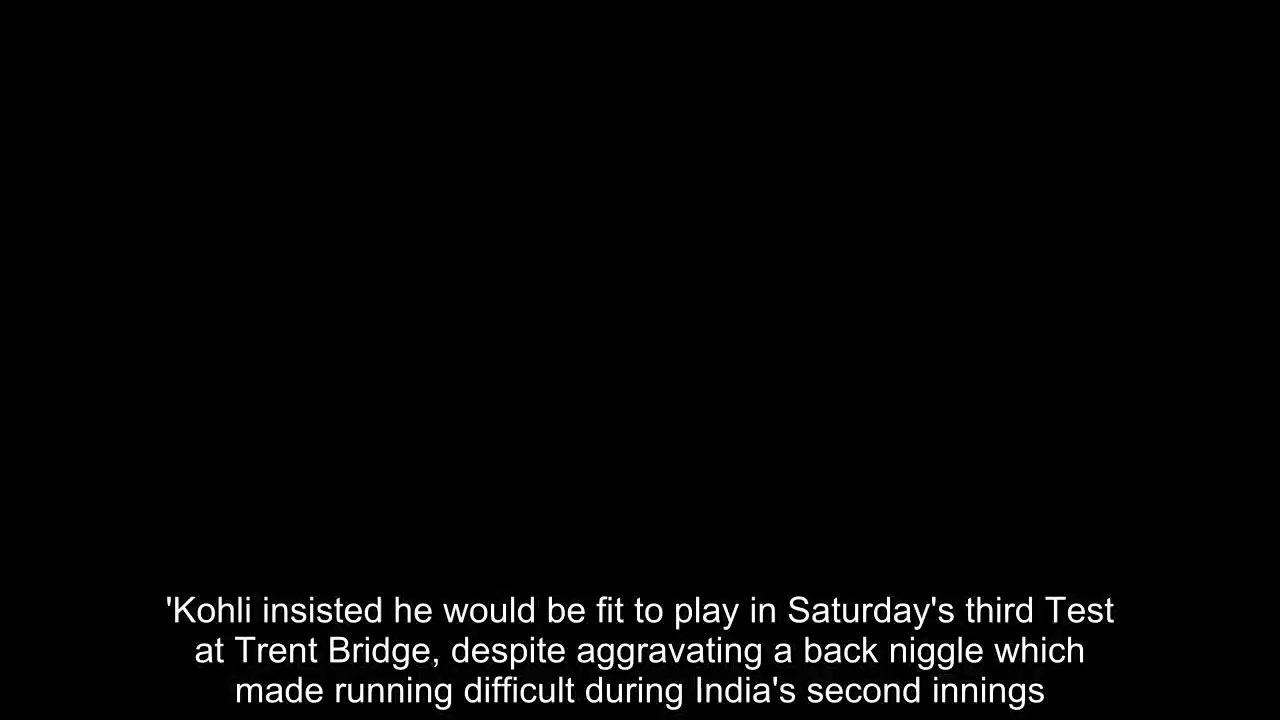 'Kohli insisted he would be fit to play in Saturday's third Test
at Trent Bridge, despite aggravating a back niggle which
made running difficult during India's second innings